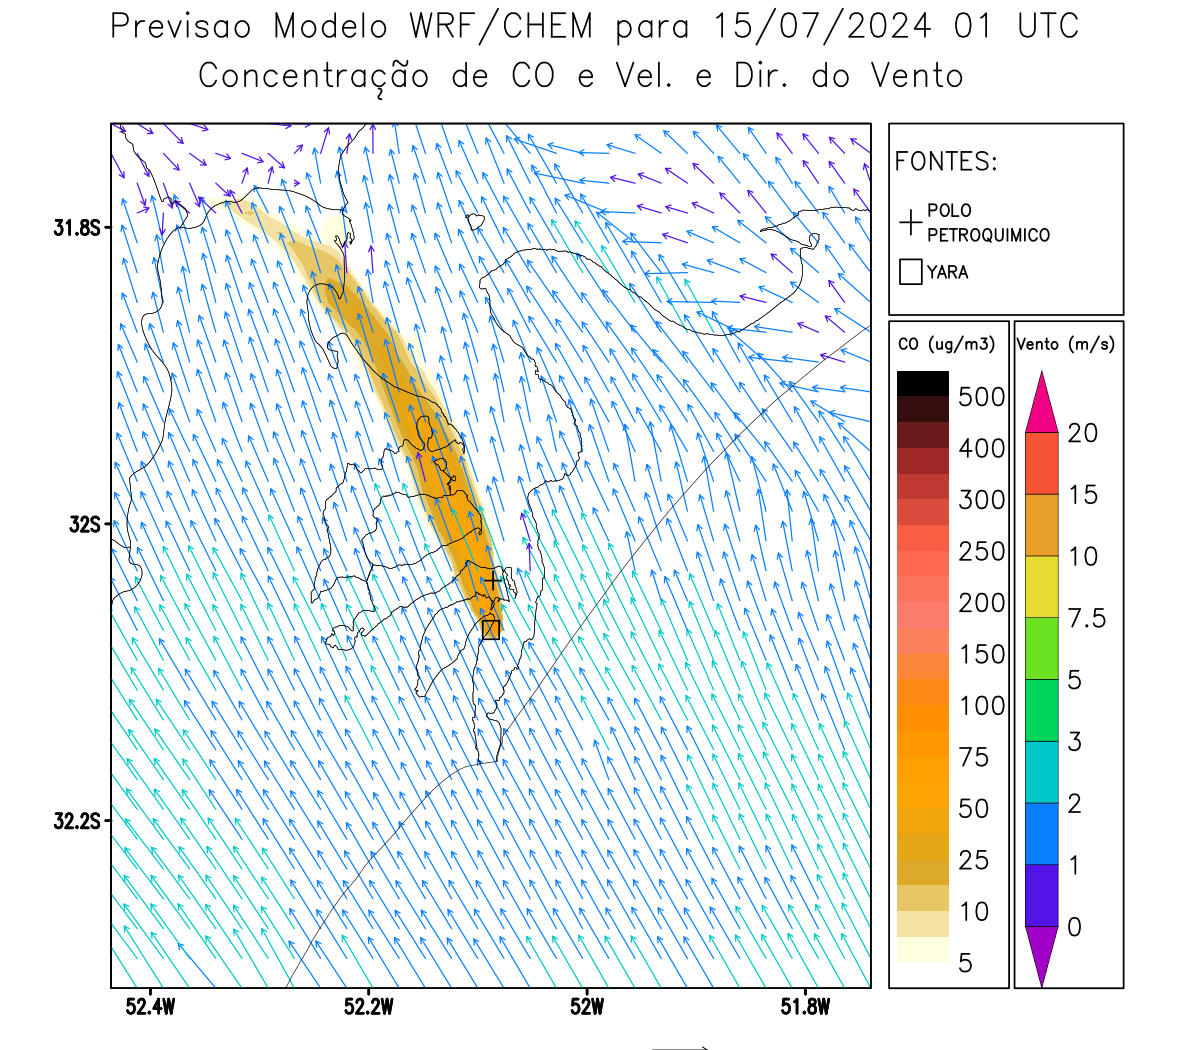 Previsao Modelo WRF/CHEM para 15/07/2024 01 UTC
Concentração de CO e Vel. e Dir. do Vento
FONTES:
POLO
PETROQUIMICO
YARA
CO (ug/m3)
500
400
300
250
200
150
100
75
50
25
10
5
Vento (m/s)
20
15
10
7.5
5
3
2
1
0
31.8S
32S
32.2S
52.4W
52.2W
52W
51.8W